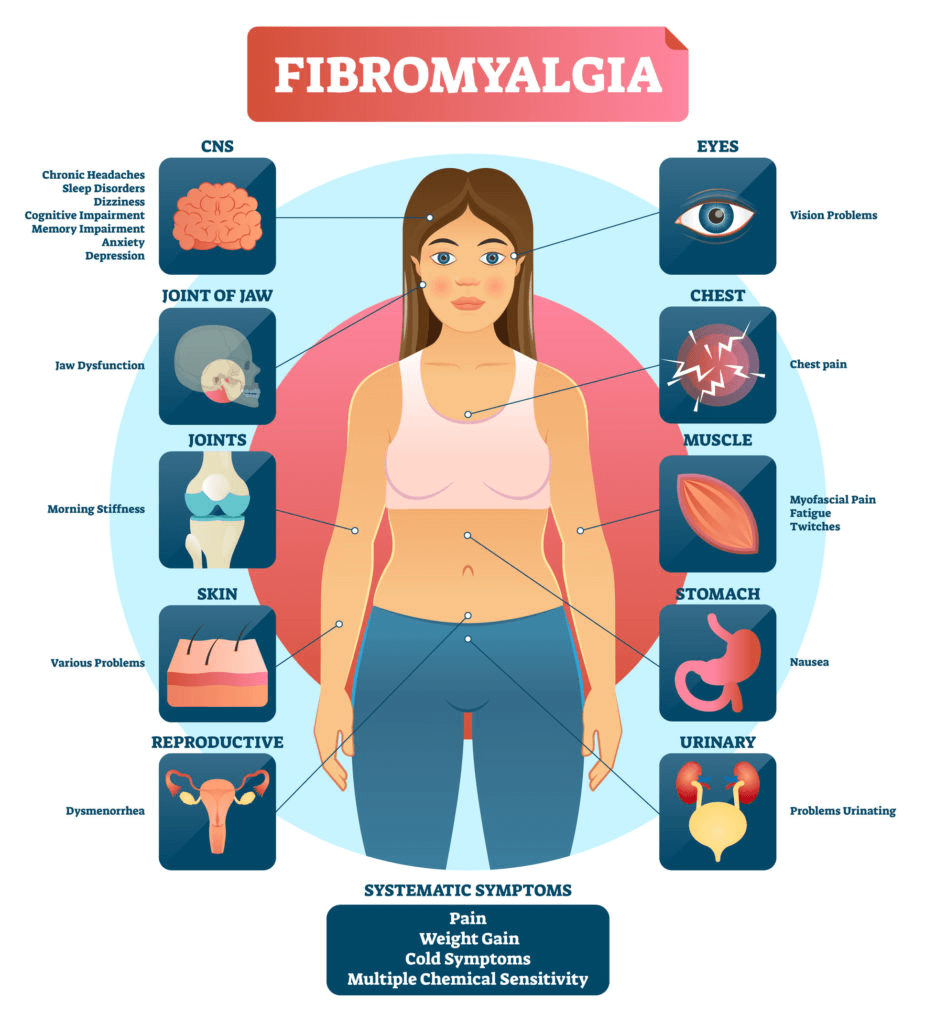 FIBROMYALGIA
CNS
Chronic Headaches
Sleep Disorders
Dizziness
Cognitive Impairment
Memory Impairment
Anxiety
Depression
JOINT OF JAW
Jaw Dysfunction
JOINTS
Morning Stiffness
SKIN
Various Problems
REPRODUCTIVE
Dysmenorrhea
EYES
Vision Problems
CHEST
Chest pain
MUSCLE
Myofascial Pain
Fatigue
Twitches
STOMACH
Nausea
URINARY
Problems Urinating
SYSTEMATIC SYMPTOMS
Pain
Weight Gain
Cold Symptoms
Multiple Chemical Sensitivity